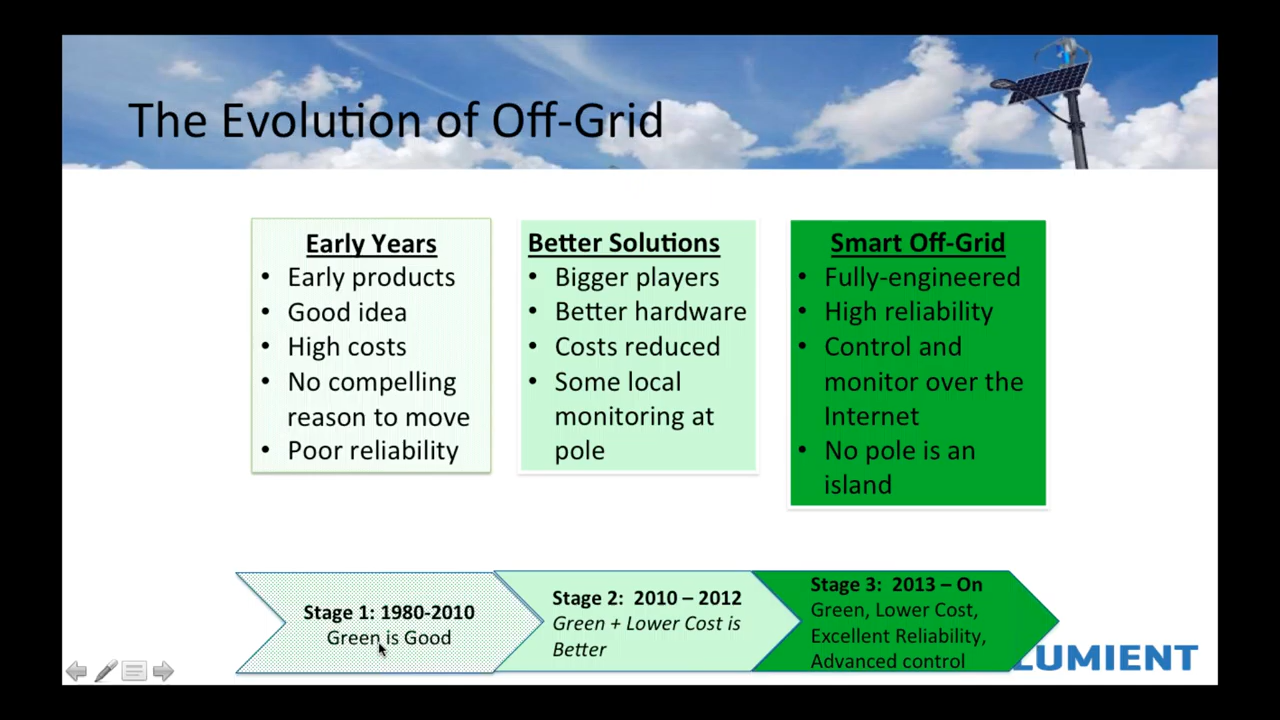 The Evolution of Off-Grid
Early Years
• Early products
• Good idea
• High costs
• No compelling
reason to move
• Poor reliability
Better Solutions
• Bigger players
• Better hardware
• Costs reduced
• Some local
monitoring at
pole
Smart Off-Grid
• Fully-engineered
• High reliability
• Control and
monitor over the
Internet
• No pole is an
island
Stage 1: 1980-2010
Green is Good
Stage 2: 2010 – 2012
Green + Lower Cost is
Better
Stage 3: 2013 – On
Green, Lower Cost,
Excellent Reliability,
Advanced control
LUMIENT